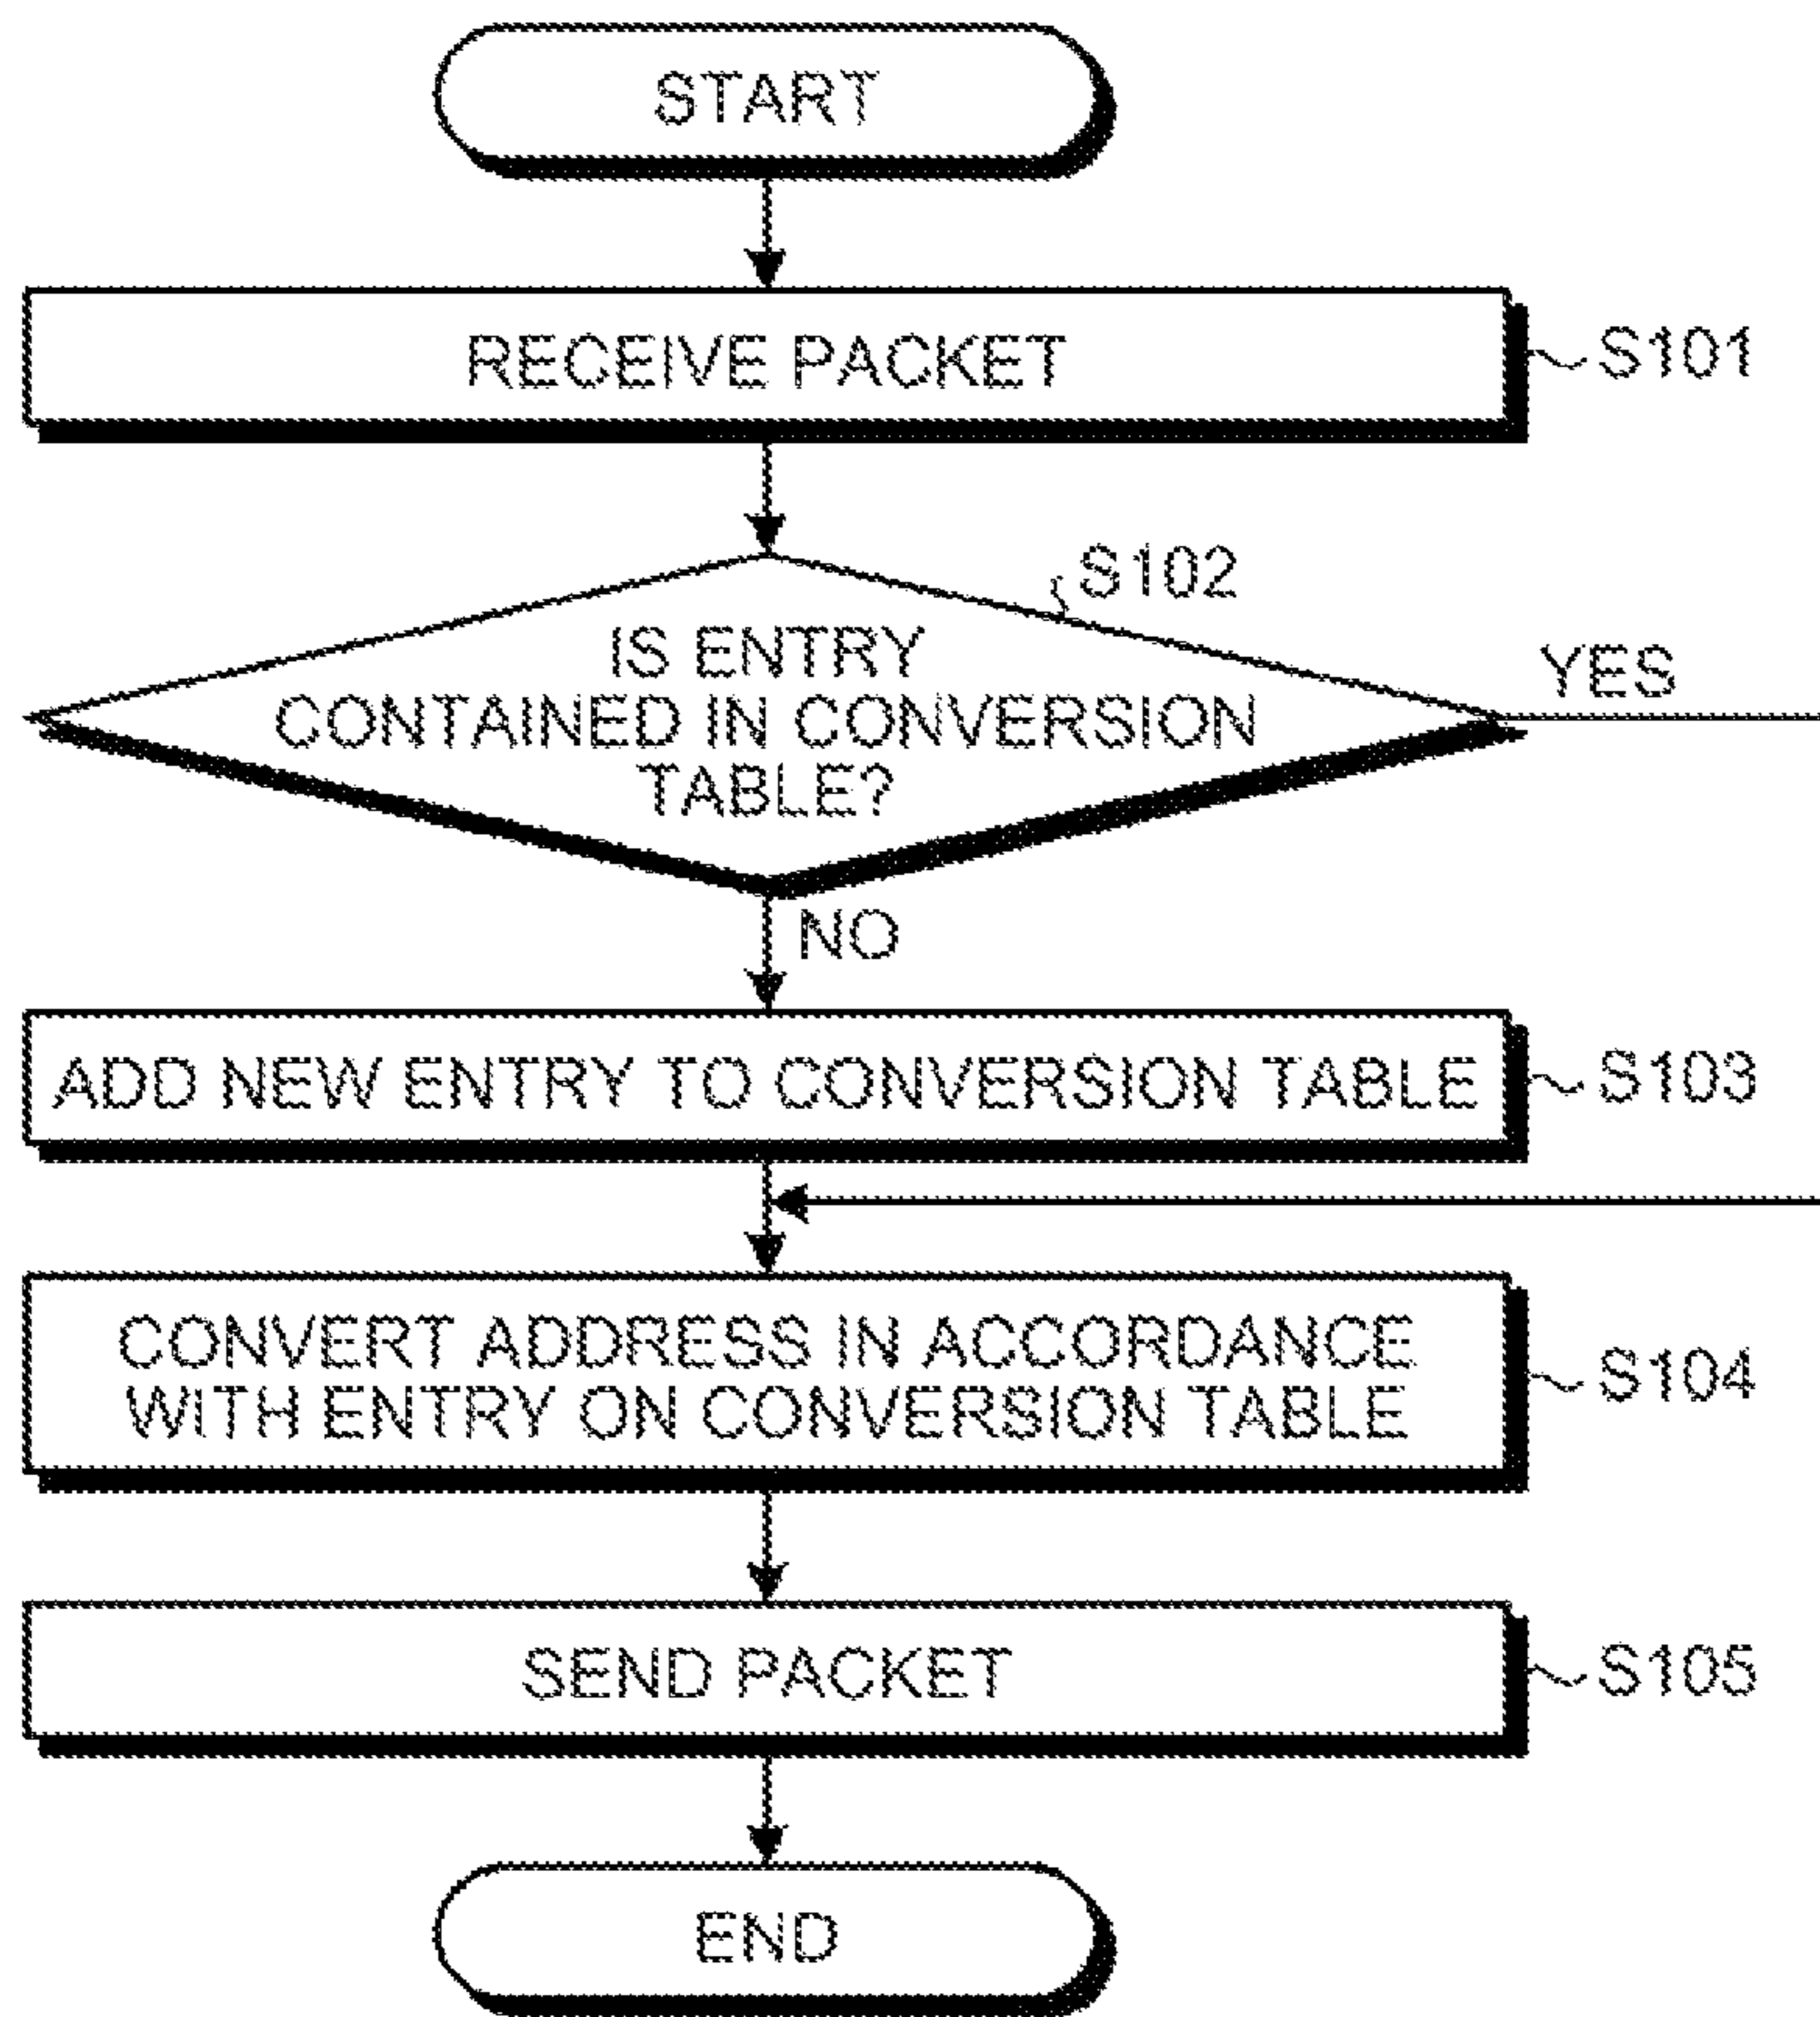 START
RECEIVE PACKET
S101
S102
IS ENTRY
CONTAINED IN CONVERSION
TABLE?
YES
NO
ADD NEW ENTRY TO CONVERSION TABLE
S103
CONVERT ADDRESS IN ACCORDANCE
WITH ENTRY ON CONVERSION TABLE
S104
SEND PACKET
S105
END